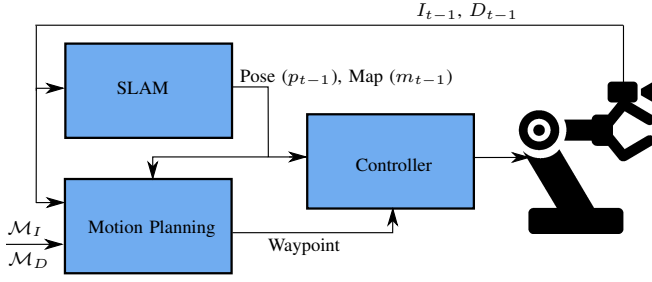 I_{t−1}, D_{t−1}
SLAM
Pose (p_{t−1}), Map (m_{t−1})
Controller
Motion Planning
ℳ_I
ℳ_D
Waypoint